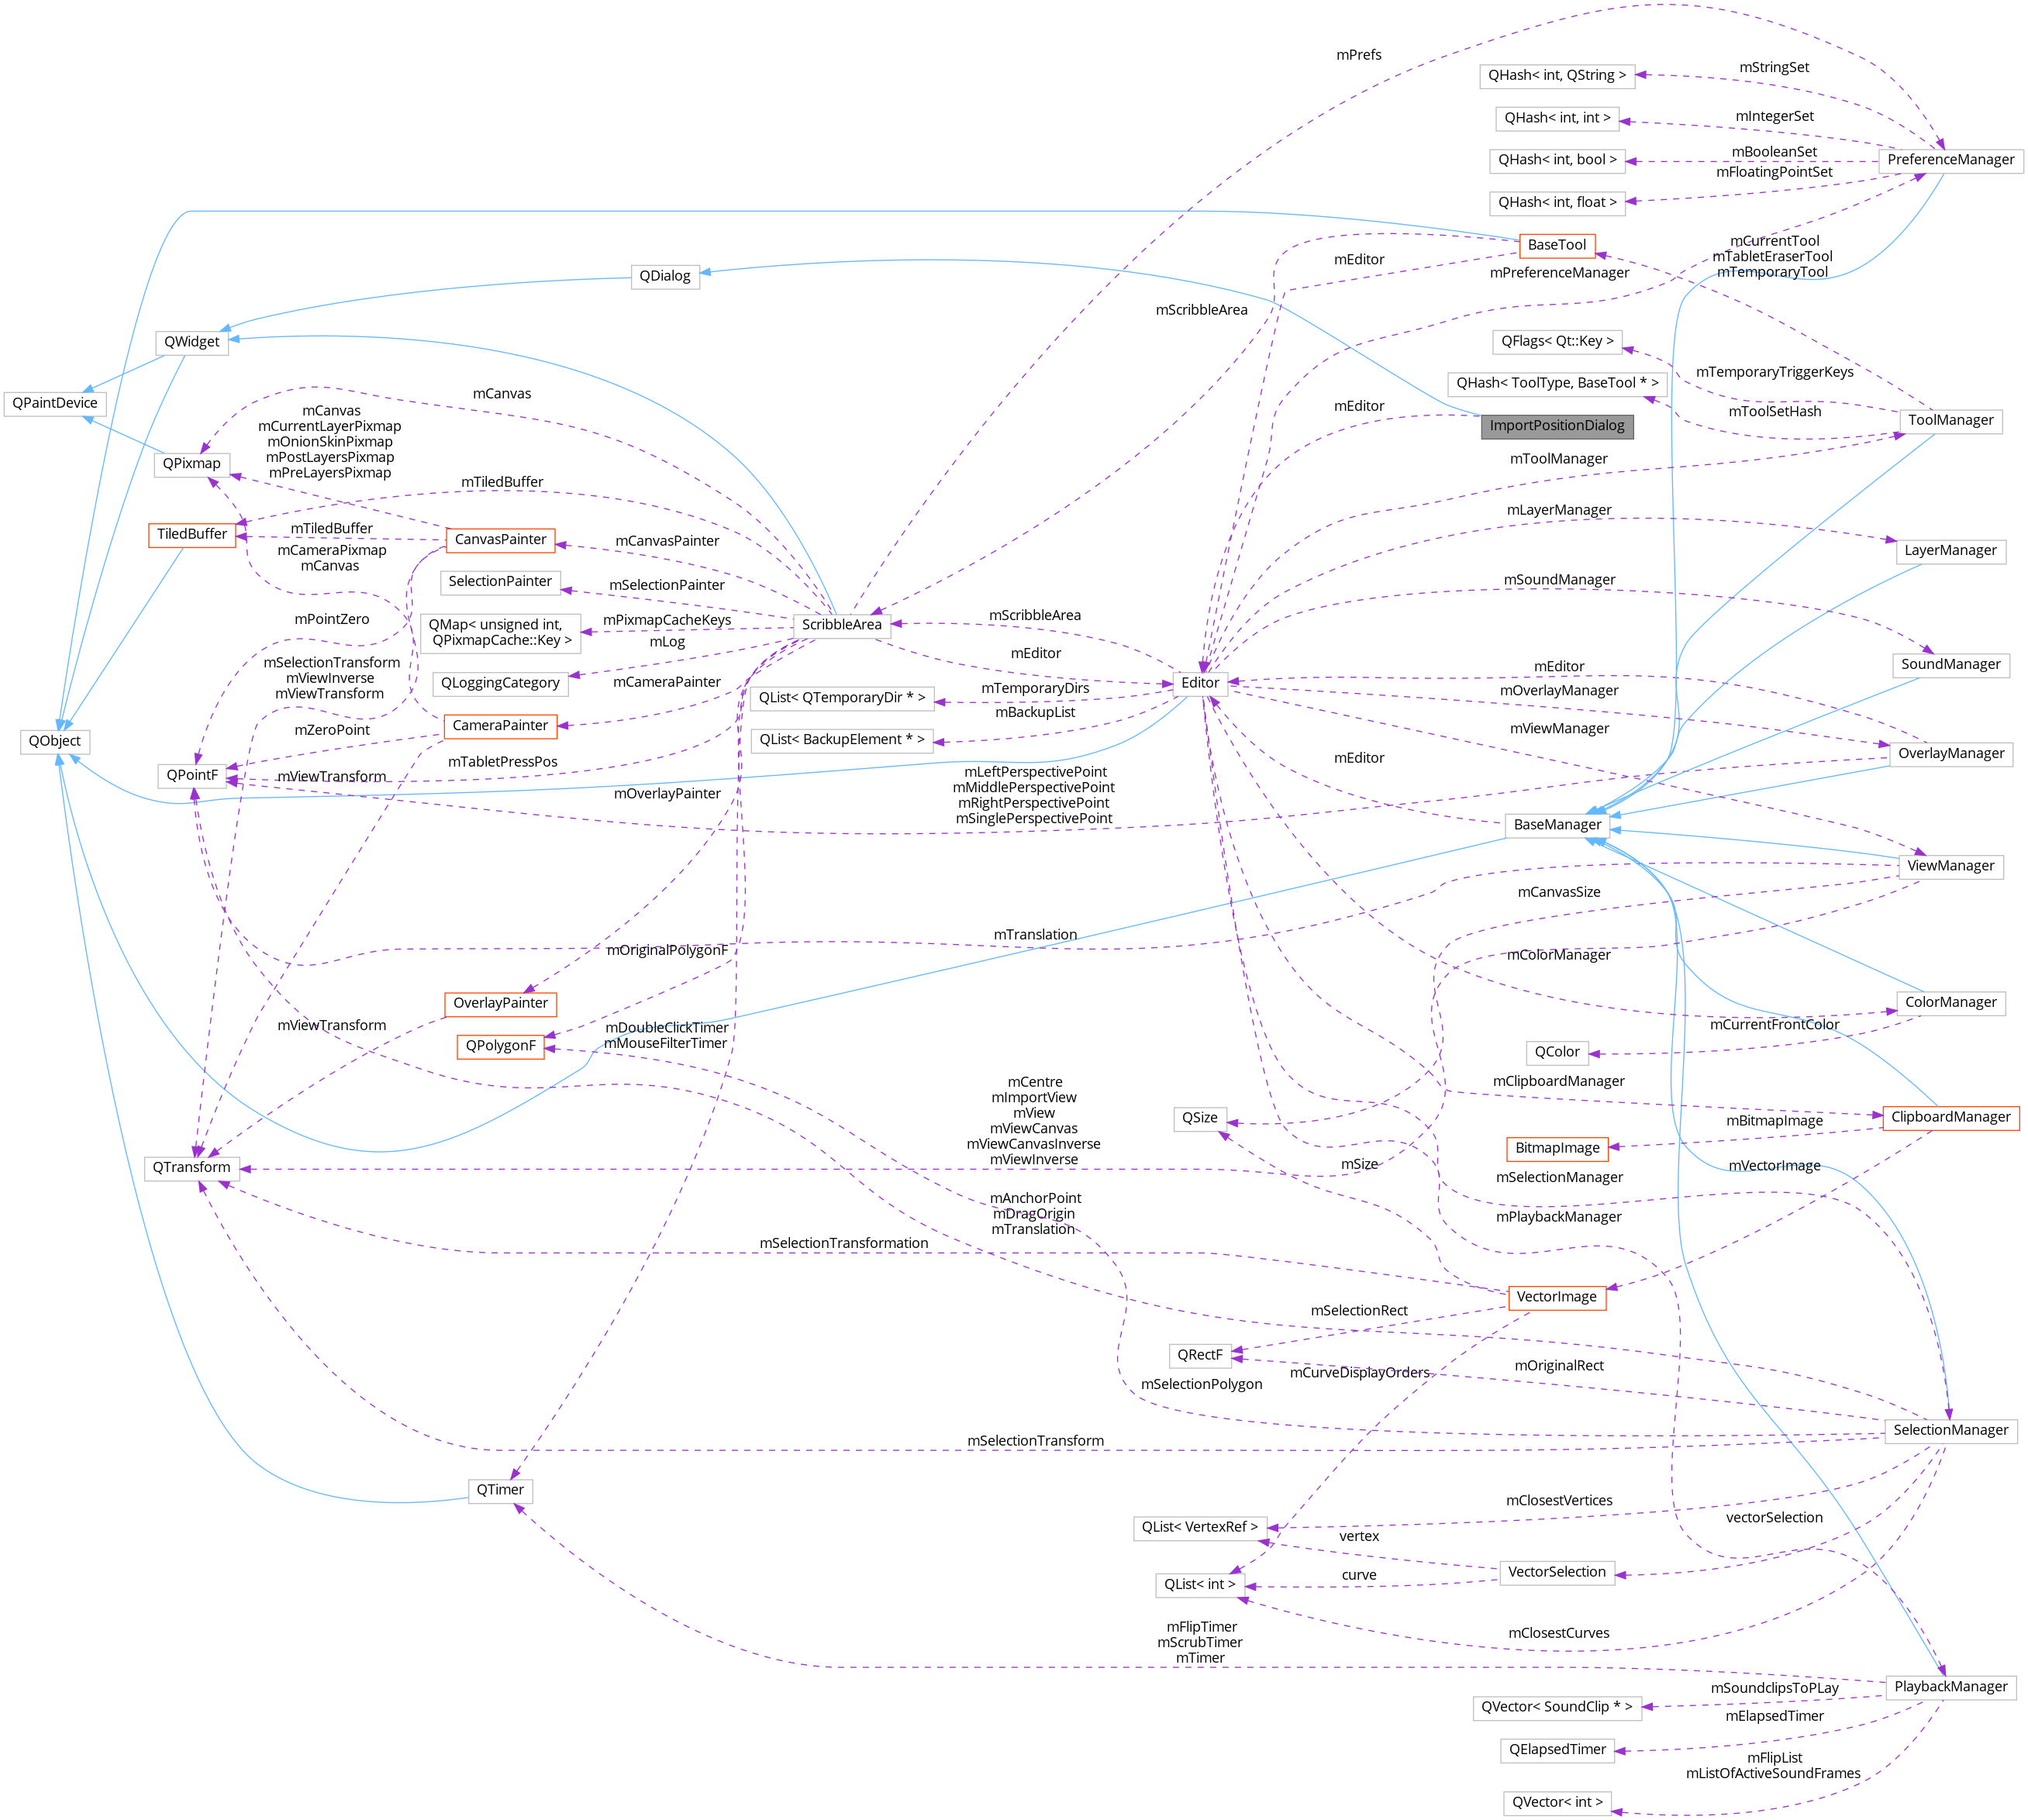 mPrefs
mStringSet
QHash< int, QString >
mIntegerSet
QHash< int, int >
mBooleanSet
QHash< int, bool >
PreferenceManager
mFloatingPointSet
QHash< int, float >
BaseTool
mCurrentTool
mTabletEraserTool
mTemporaryTool
mEditor
mPreferenceManager
QDialog
mScribbleArea
QWidget
QFlags< Qt::Key >
mTemporaryTriggerKeys
QHash< ToolType, BaseTool * >
mToolSetHash
ToolManager
QPaintDevice
mCanvas
mCanvas
mCurrentLayerPixmap
mOnionSkinPixmap
mPostLayersPixmap
mPreLayersPixmap
mEditor
ImportPositionDialog
QPixmap
mToolManager
mTiledBuffer
mLayerManager
TiledBuffer
mTiledBuffer
CanvasPainter
mCanvasPainter
mCameraPixmap
mCanvas
LayerManager
SelectionPainter
mSelectionPainter
mSoundManager
mPointZero
QMap< unsigned int,
QPixmapCache::Key >
mPixmapCacheKeys
ScribbleArea
mScribbleArea
mLog
mEditor
mSelectionTransform
mViewInverse
mViewTransform
QLoggingCategory
mCameraPainter
Editor
mEditor
SoundManager
QList< QTemporaryDir * >
mTemporaryDirs
mOverlayManager
mBackupList
mZeroPoint
CameraPainter
mViewManager
QObject
QList< BackupElement * >
OverlayManager
QPointF
mViewTransform
mTabletPressPos
mEditor
mOverlayPainter
mLeftPerspectivePoint
mMiddlePerspectivePoint
mRightPerspectivePoint
mSinglePerspectivePoint
BaseManager
ViewManager
mCanvasSize
mTranslation
mOriginalPolygonF
mColorManager
OverlayPainter
ColorManager
mViewTransform
mDoubleClickTimer
mMouseFilterTimer
QPolygonF
mCurrentFrontColor
QColor
mCentre
mImportView
mView
mViewCanvas
mViewCanvasInverse
mViewInverse
mClipboardManager
QSize
ClipboardManager
mBitmapImage
BitmapImage
QTransform
mSize
mVectorImage
mSelectionManager
mAnchorPoint
mDragOrigin
mTranslation
mPlaybackManager
mSelectionTransformation
VectorImage
mSelectionRect
QRectF
mOriginalRect
mCurveDisplayOrders
mSelectionPolygon
SelectionManager
mSelectionTransform
QTimer
mClosestVertices
QList< VertexRef >
vertex
vectorSelection
VectorSelection
QList< int >
curve
mFlipTimer
mScrubTimer
mTimer
mClosestCurves
PlaybackManager
mSoundclipsToPLay
QVector< SoundClip * >
mElapsedTimer
QElapsedTimer
mFlipList
mListOfActiveSoundFrames
QVector< int >